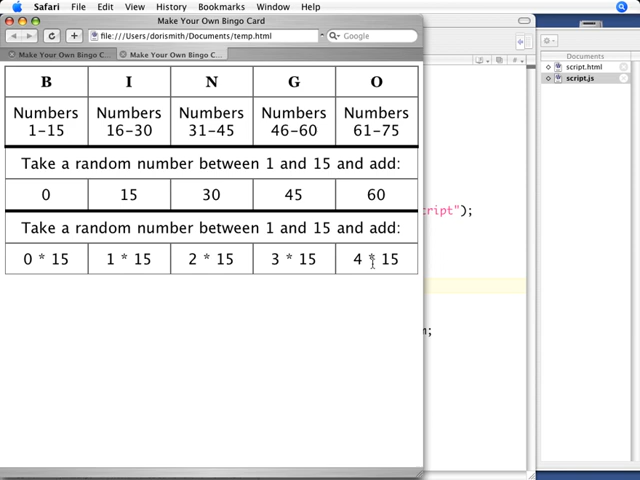 Safari File Edit View History Bookmarks Window Help
Make Your Own Bingo Card
file:///Users/dorismith/Documents/temp.html
Google
Make Your Own Bingo Ca...
Make Your Own Bingo Ca...
B I N G O
Numbers Numbers Numbers Numbers Numbers
1-15 16-30 31-45 46-60 61-75
Take a random number between 1 and 15 and add:
0 15 30 45 60
Take a random number between 1 and 15 and add:
0 * 15 1 * 15 2 * 15 3 * 15 4 * 15
cript");
;
Documents
script.html
script.js